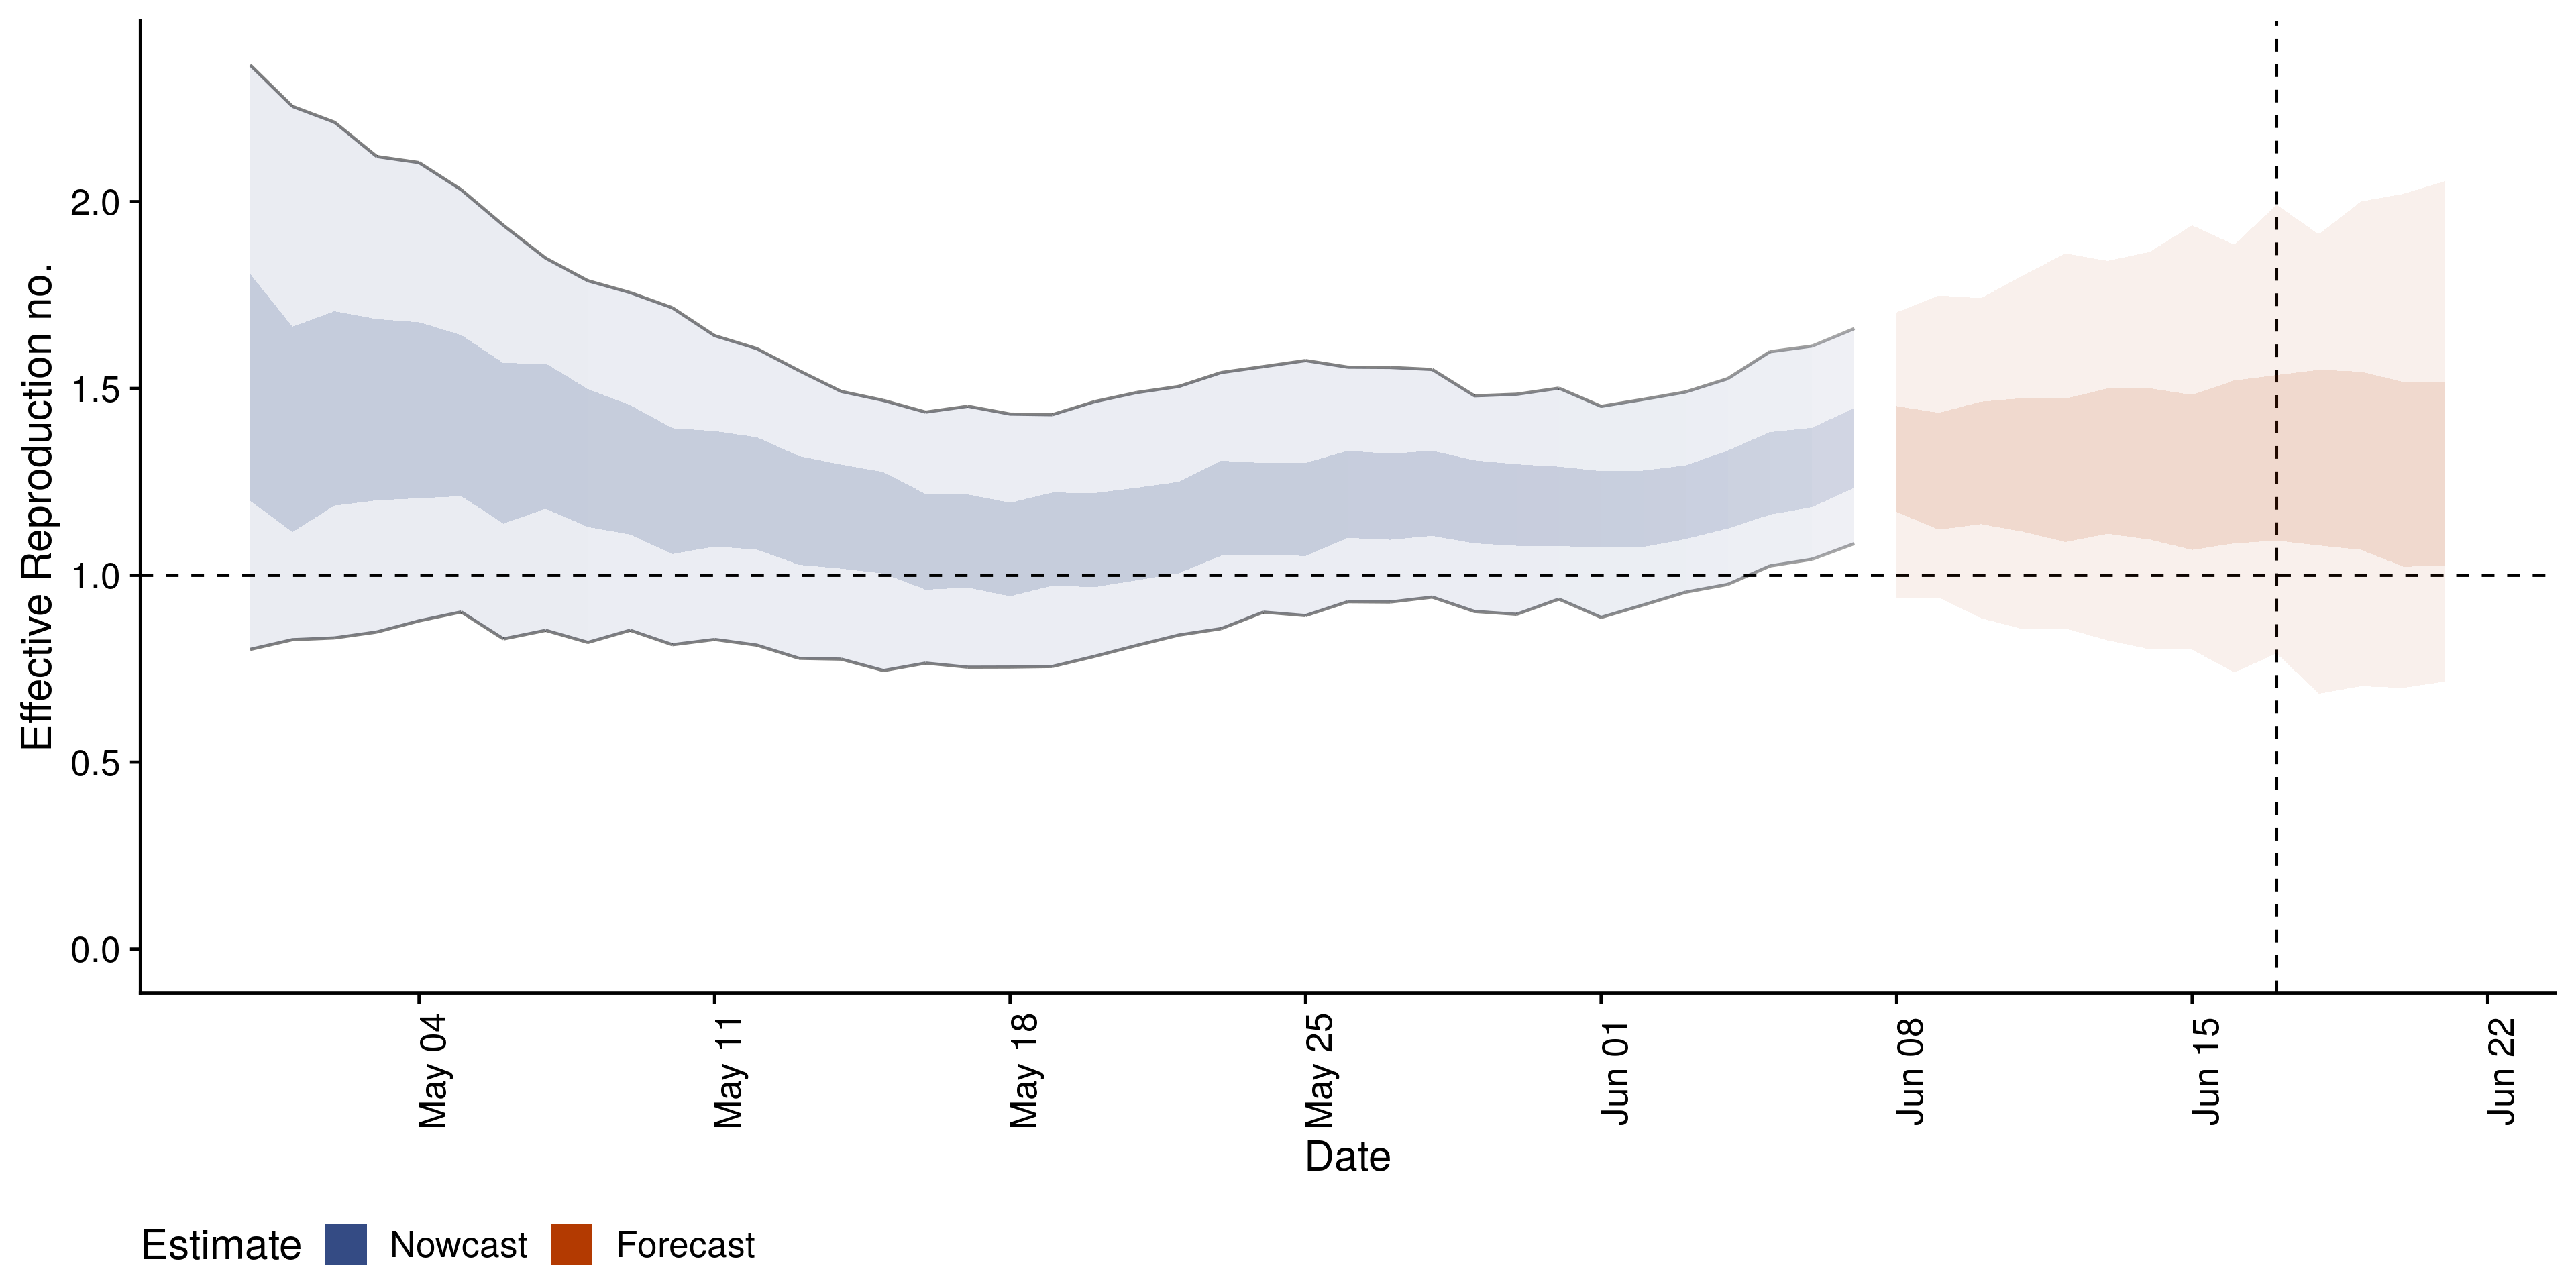 Effective Reproduction no.
2.0
1.5
1.0
0.5
0.0
May 04
May 11
May 18
May 25
Jun 01
Jun 08
Jun 15
Jun 22
Date
Estimate Nowcast Forecast